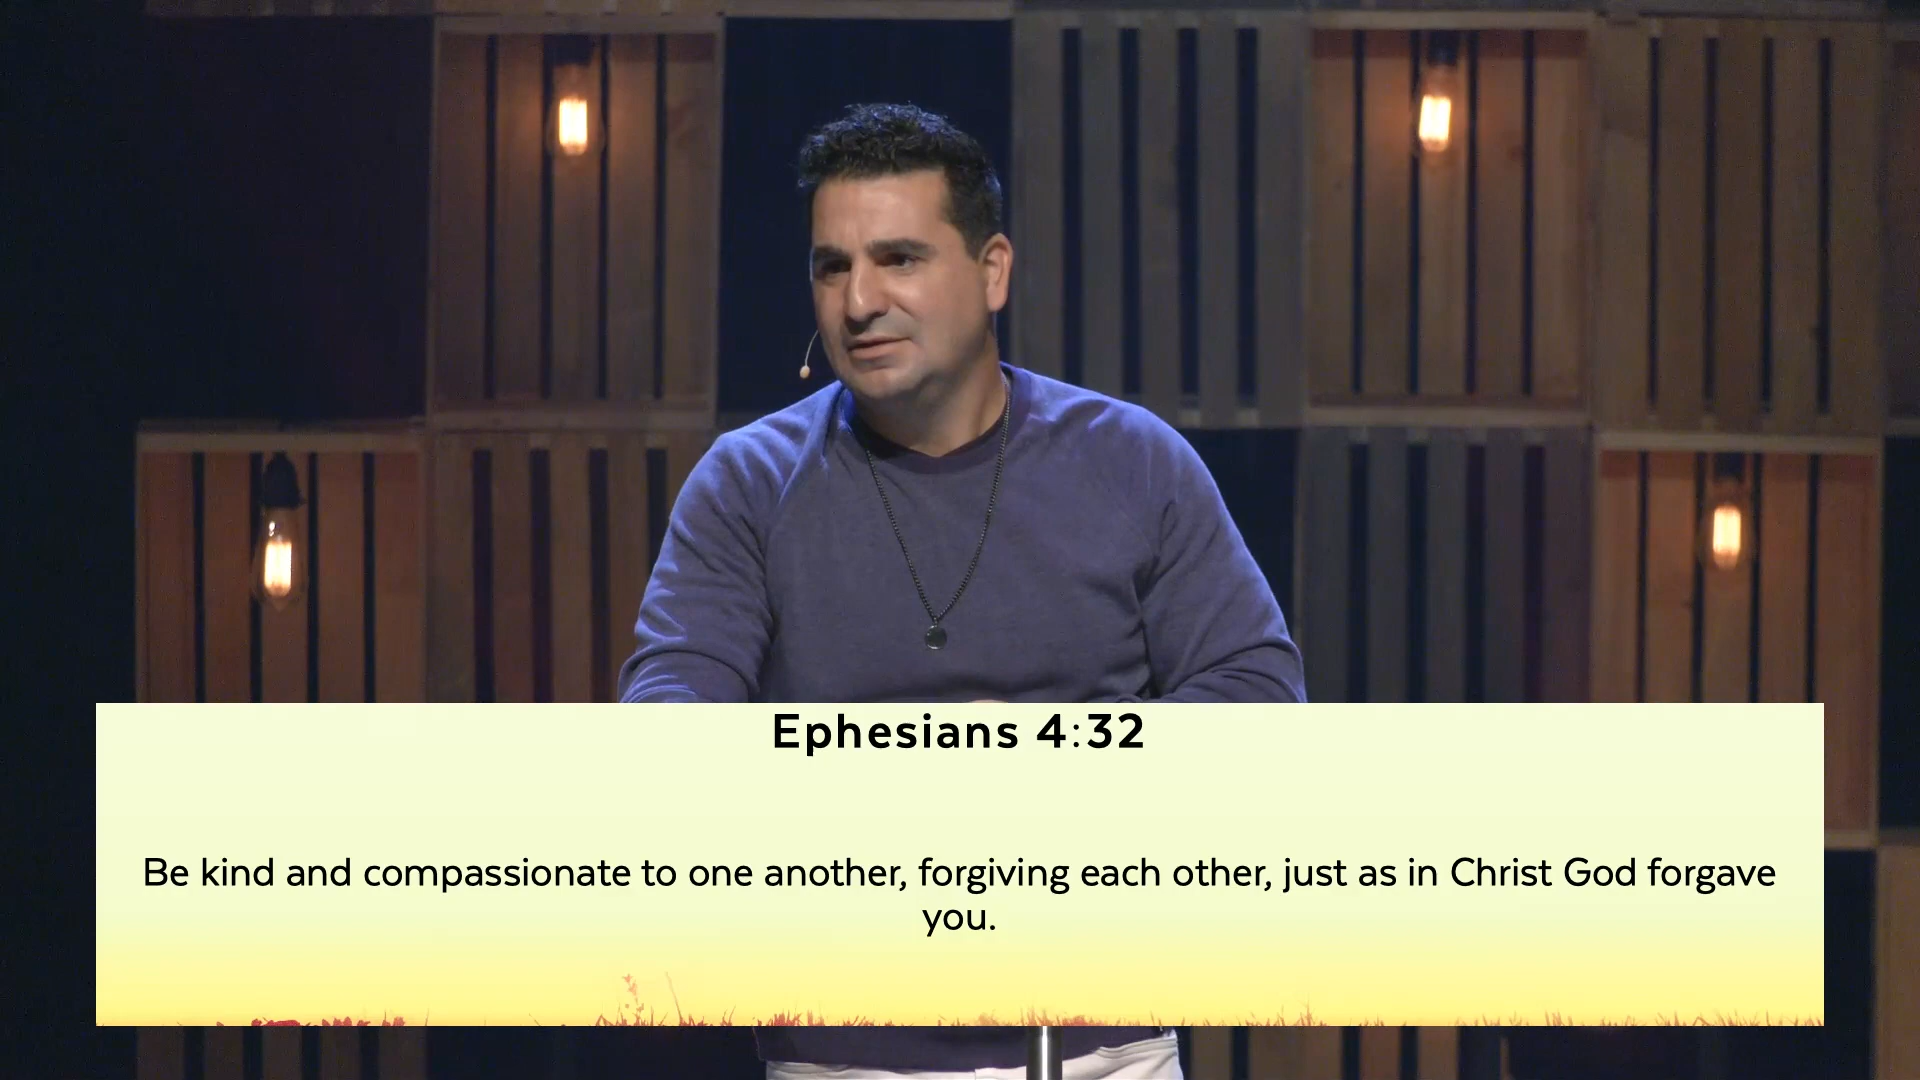 Ephesians 4:32
Be kind and compassionate to one another, forgiving each other, just as in Christ God forgave
you.